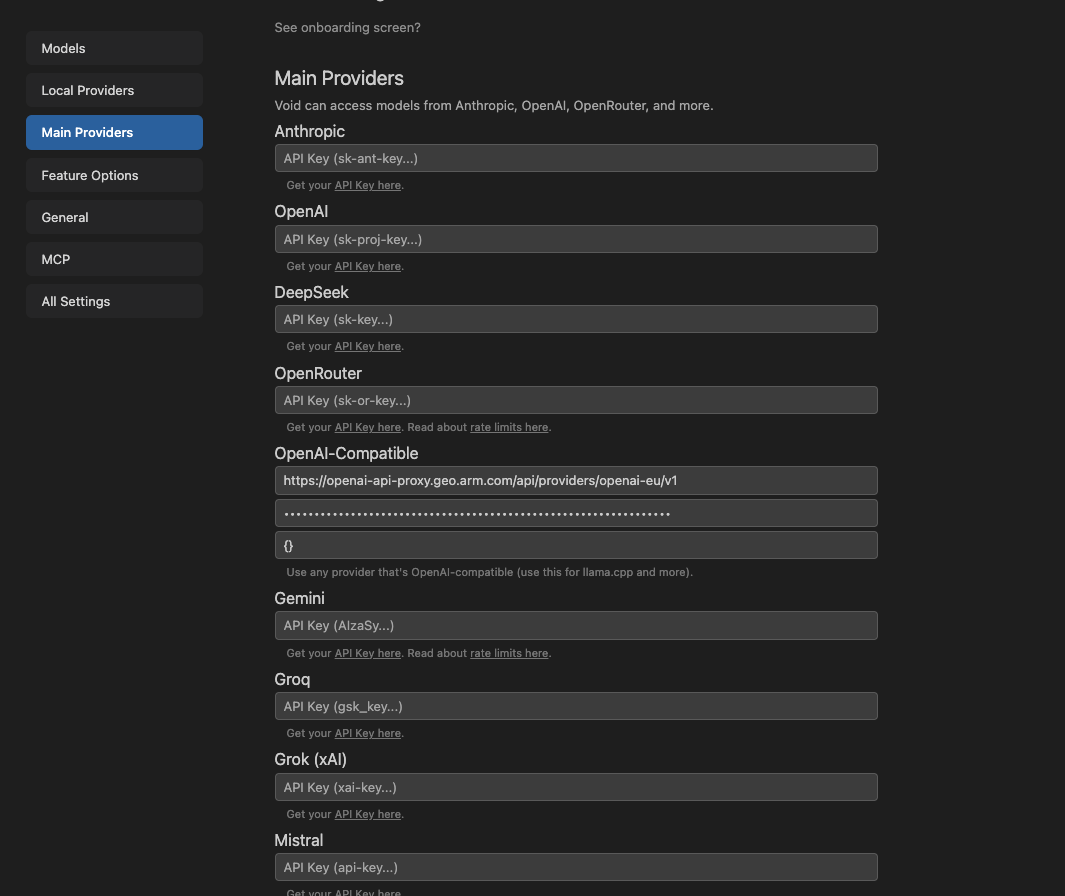 See onboarding screen?
Models
Local Providers
Main Providers
Feature Options
General
MCP
All Settings
Main Providers
Void can access models from Anthropic, OpenAI, OpenRouter, and more.
Anthropic
API Key (sk-ant-key...)
Get your API Key here.
OpenAI
API Key (sk-proj-key...)
Get your API Key here.
DeepSeek
API Key (sk-key...)
Get your API Key here.
OpenRouter
API Key (sk-or-key...)
Get your API Key here. Read about rate limits here.
OpenAI-Compatible
https://openai-api-proxy.geo.arm.com/api/providers/openai-eu/v1
{}
Use any provider that's OpenAI-compatible (use this for llama.cpp and more).
Gemini
API Key (AIzaSy...)
Get your API Key here. Read about rate limits here.
Groq
API Key (gsk_key...)
Get your API Key here.
Grok (xAI)
API Key (xai-key...)
Get your API Key here.
Mistral
API Key (api-key...)
Get your API Key here.